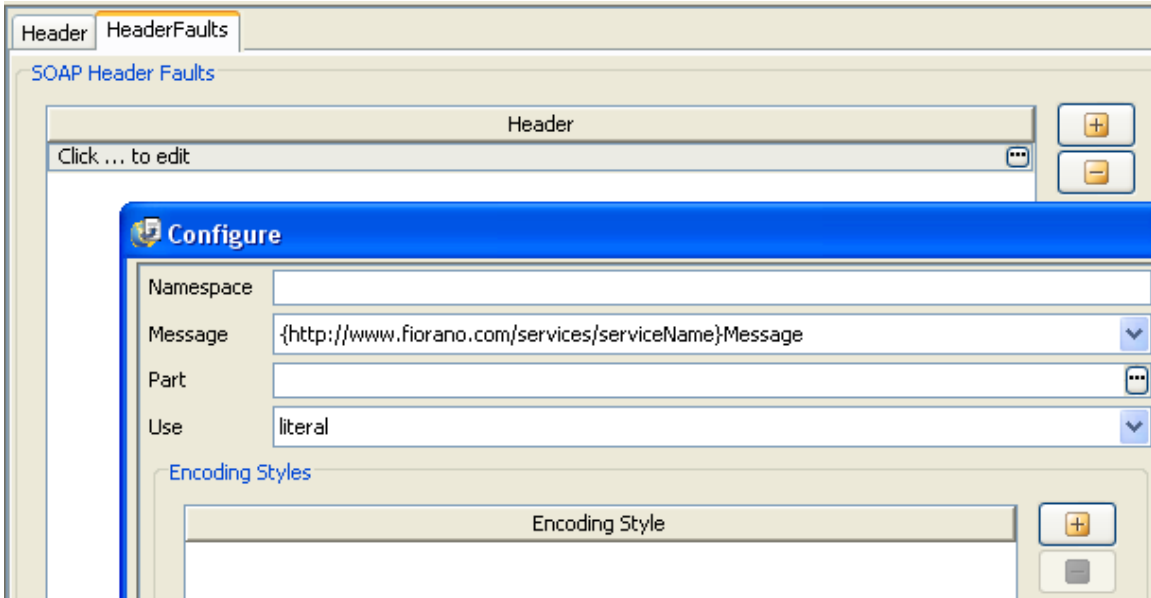 Header HeaderFaults
SOAP Header Faults
Header
Click ... to edit
Configure
Namespace
Message {http://www.fiorano.com/services/serviceName}Message
Part
Use literal
Encoding Styles
Encoding Style